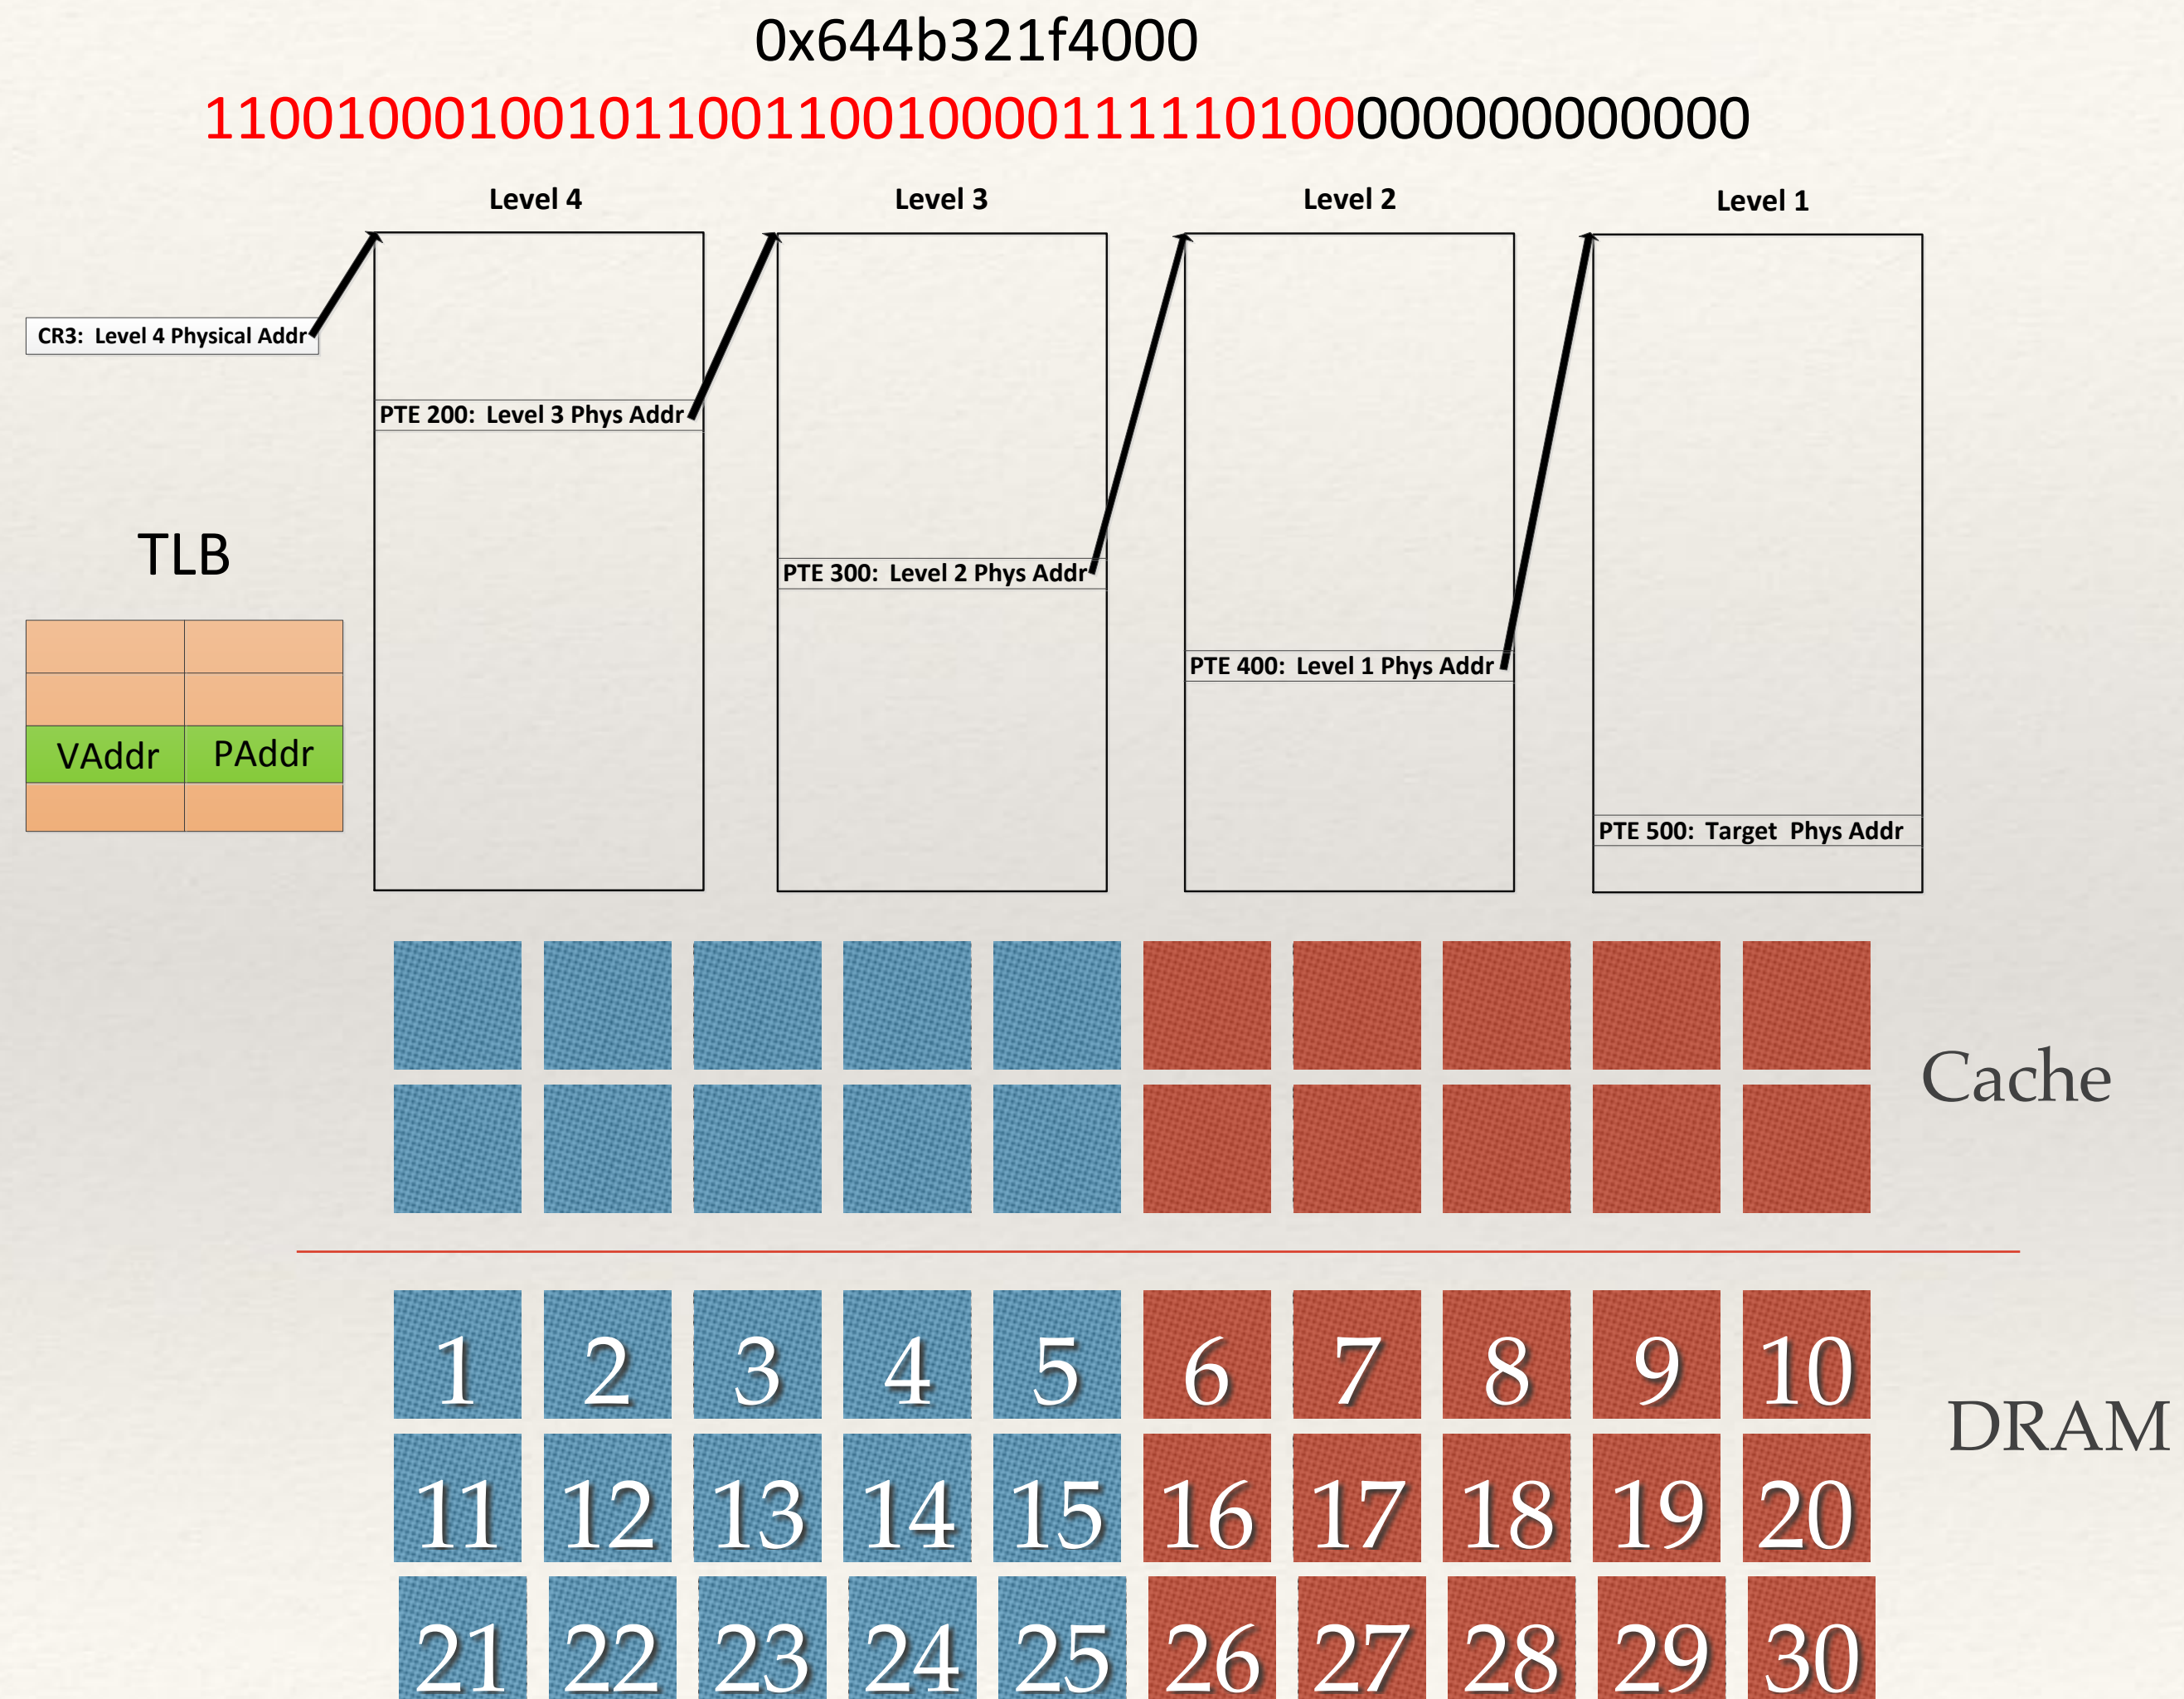 0x644b321f4000
11001000100101100110010000111110100000000000000
Level 4
Level 3
Level 2
Level 1
CR3: Level 4 Physical Addr
PTE 200: Level 3 Phys Addr
PTE 300: Level 2 Phys Addr
PTE 400: Level 1 Phys Addr
PTE 500: Target Phys Addr
TLB
VAddr PAddr
Cache
1 2 3 4 5 6 7 8 9 10
DRAM
11 12 13 14 15 16 17 18 19 20
21 22 23 24 25 26 27 28 29 30